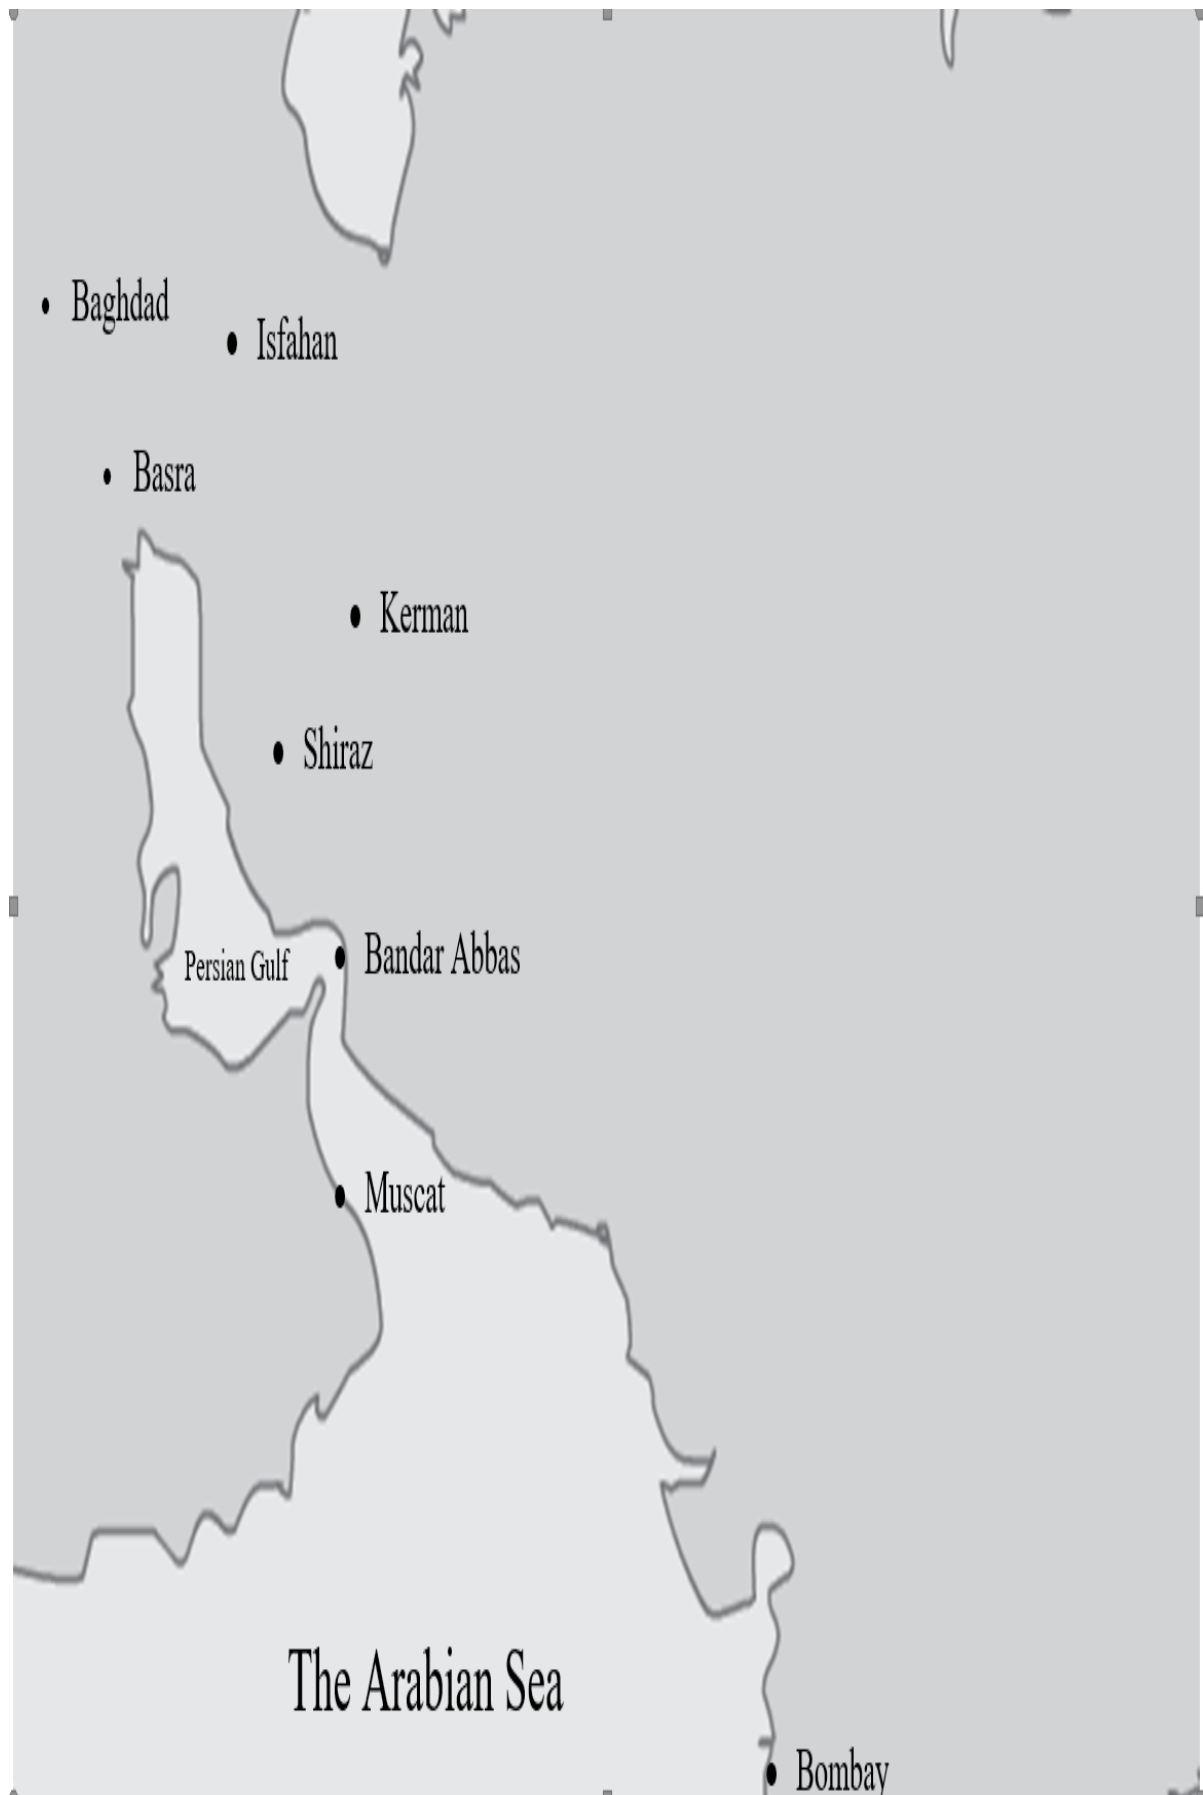 Baghdad
Isfahan
Basra
Kerman
Shiraz
Bandar Abbas
Persian Gulf
Muscat
The Arabian Sea
Bombay